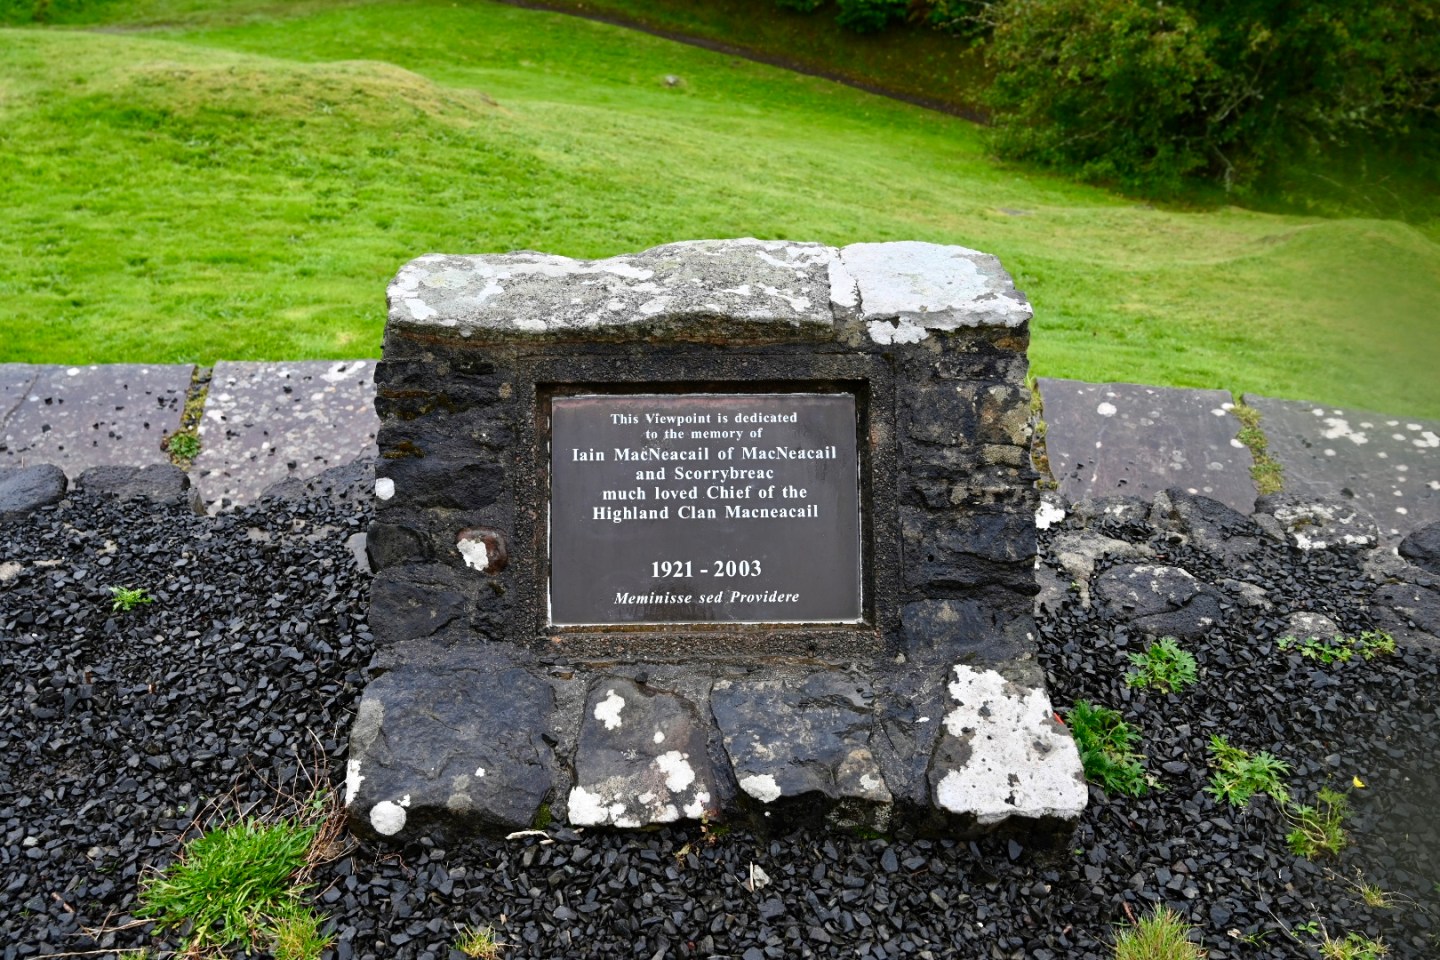 This Viewpoint is dedicated
to the memory of
Iain MacNeacail of MacNeacail
and Scorrybreac
much loved Chief of the
Highland Clan Macneacail
1921 - 2003
Meminisse sed Providere